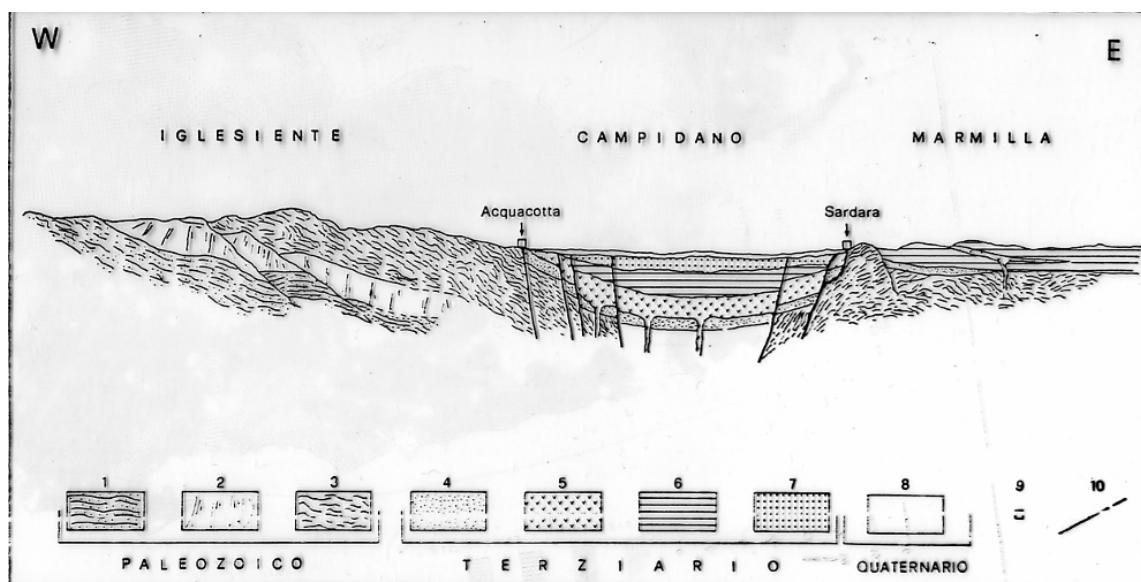 W
E
IGLESIENTE CAMPIDANO MARMILLA
Acquacotta Sardara
1 2 3 4 5 6 7 8 9 10
PALEOZOICO TERZIARIO QUATERNARIO